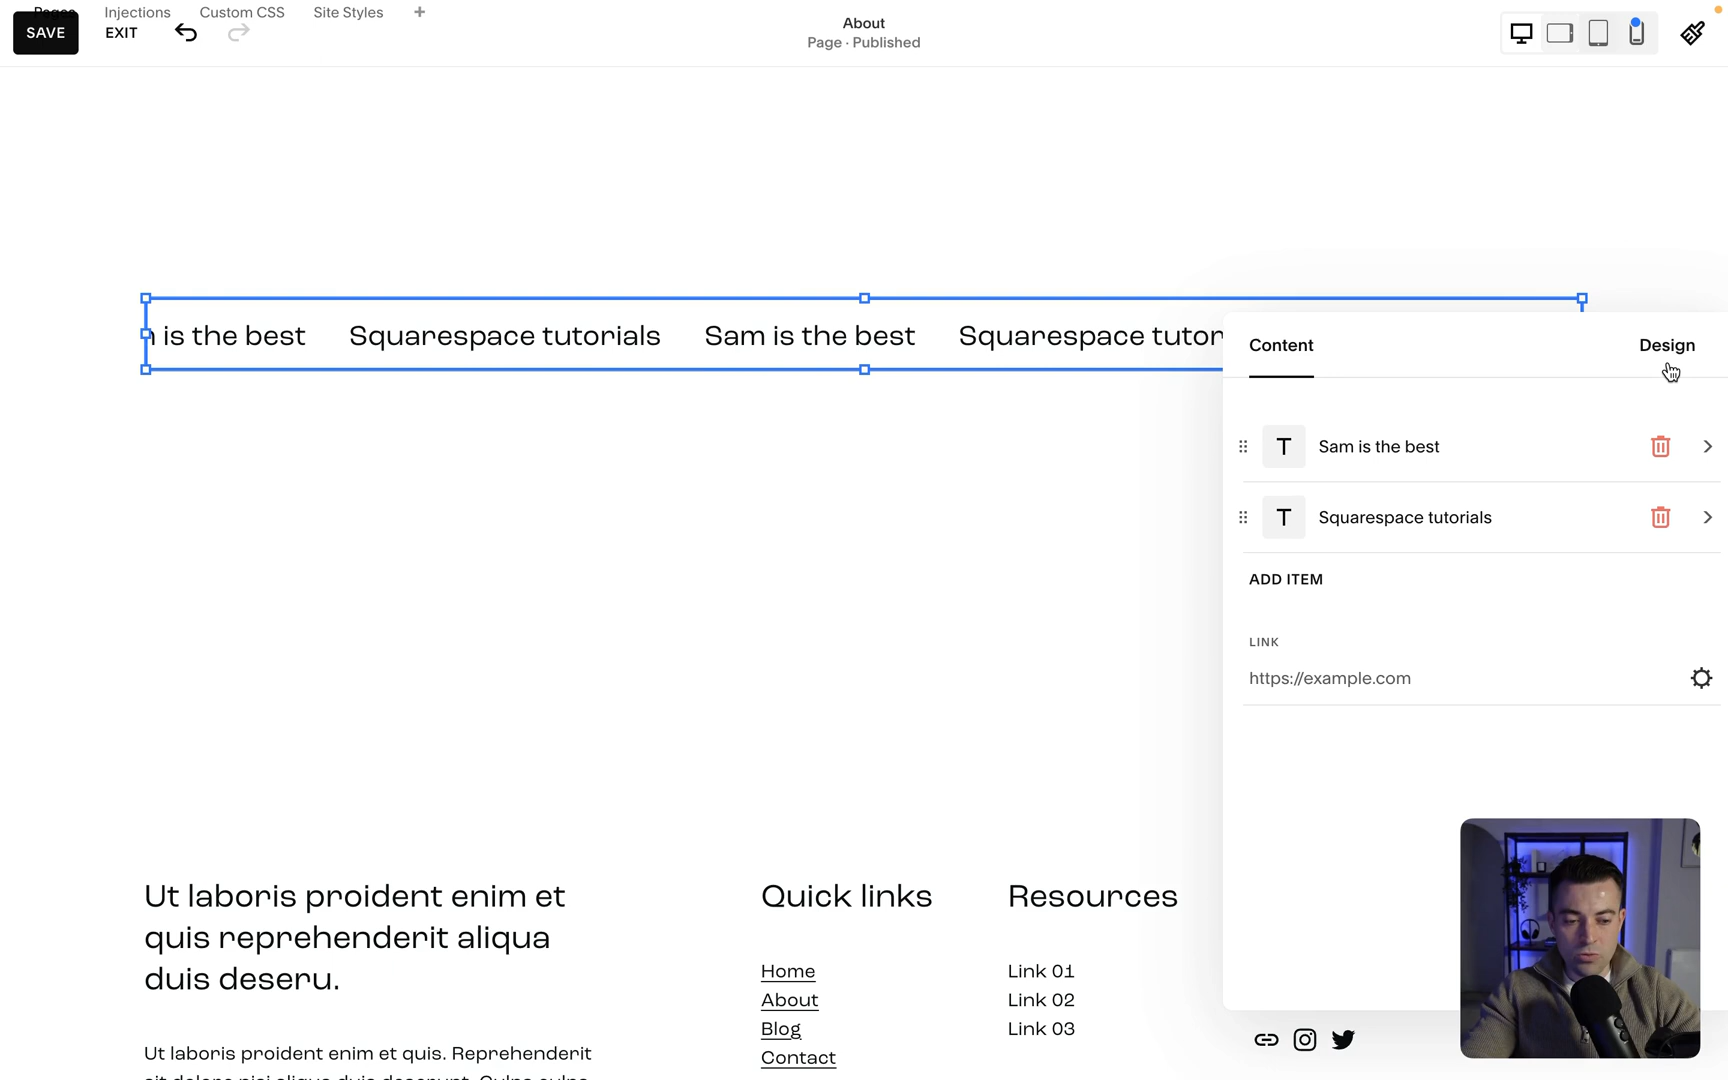 Pages Injections Custom CSS Site Styles +
SAVE EXIT
About
Page · Published
is the best Squarespace tutorials Sam is the best Squarespace tutor
Content Design
T Sam is the best
T Squarespace tutorials
ADD ITEM
LINK
https://example.com
Ut laboris proident enim et
quis reprehenderit aliqua
duis deseru.
Ut laboris proident enim et quis. Reprehenderit
Quick links
Home
About
Blog
Contact
Resources
Link 01
Link 02
Link 03